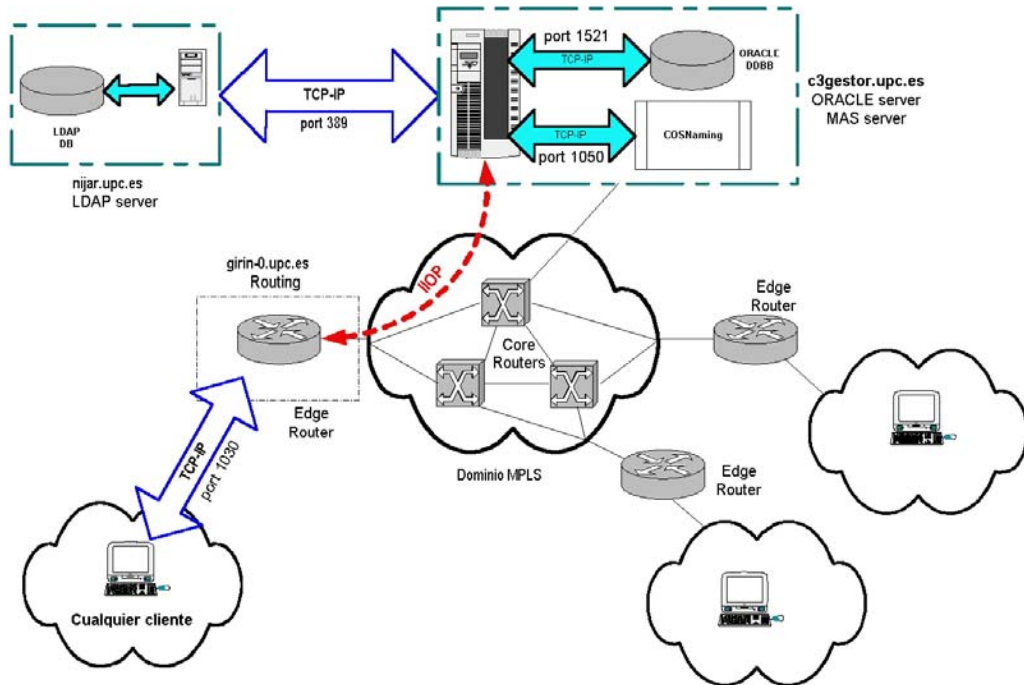 port 1521
TCP-IP
ORACLE
DDBB
c3gestor.upc.es
ORACLE server
MAS server
TCP-IP
port 389
TCP-IP
port 1050
COSNaming
LDAP
DB
nijar.upc.es
LDAP server
girin-0.upc.es
Routing
IIOP
Edge
Router
Core
Routers
Edge
Router
TCP-IP
port 1030
Dominio MPLS
Edge
Router
Cualquier cliente